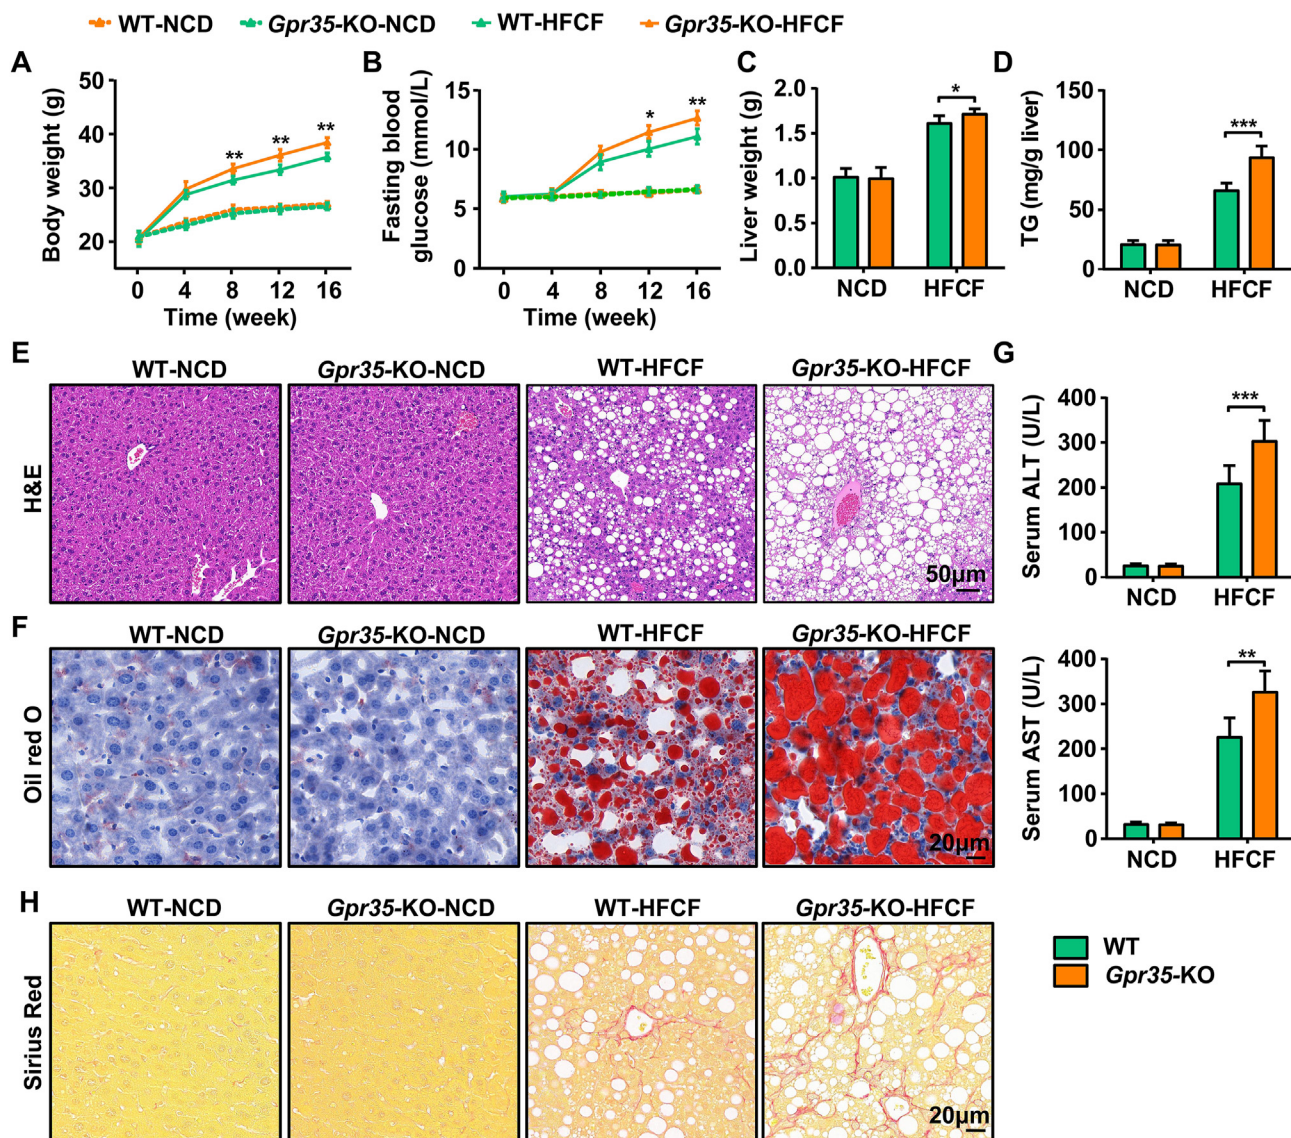 WT-NCD Gpr35-KO-NCD WT-HFCF Gpr35-KO-HFCF
A
Body weight (g)
50
40
30
20
** ** **
0 4 8 12 16
Time (week)
B
Fasting blood
glucose (mmol/L)
15
10
5
0
* **
0 4 8 12 16
Time (week)
C
Liver weight (g)
2.0
1.5
1.0
0.5
0.0
*
NCD HFCF
D
TG (mg/g liver)
150
100
50
0
***
NCD HFCF
E
WT-NCD Gpr35-KO-NCD WT-HFCF Gpr35-KO-HFCF
H&E
50μm
F
WT-NCD Gpr35-KO-NCD WT-HFCF Gpr35-KO-HFCF
Oil red O
20μm
G
Serum ALT (U/L)
400
300
200
100
0
***
NCD HFCF
Serum AST (U/L)
400
300
200
100
0
**
NCD HFCF
H
WT-NCD Gpr35-KO-NCD WT-HFCF Gpr35-KO-HFCF
Sirius Red
20μm
WT
Gpr35-KO